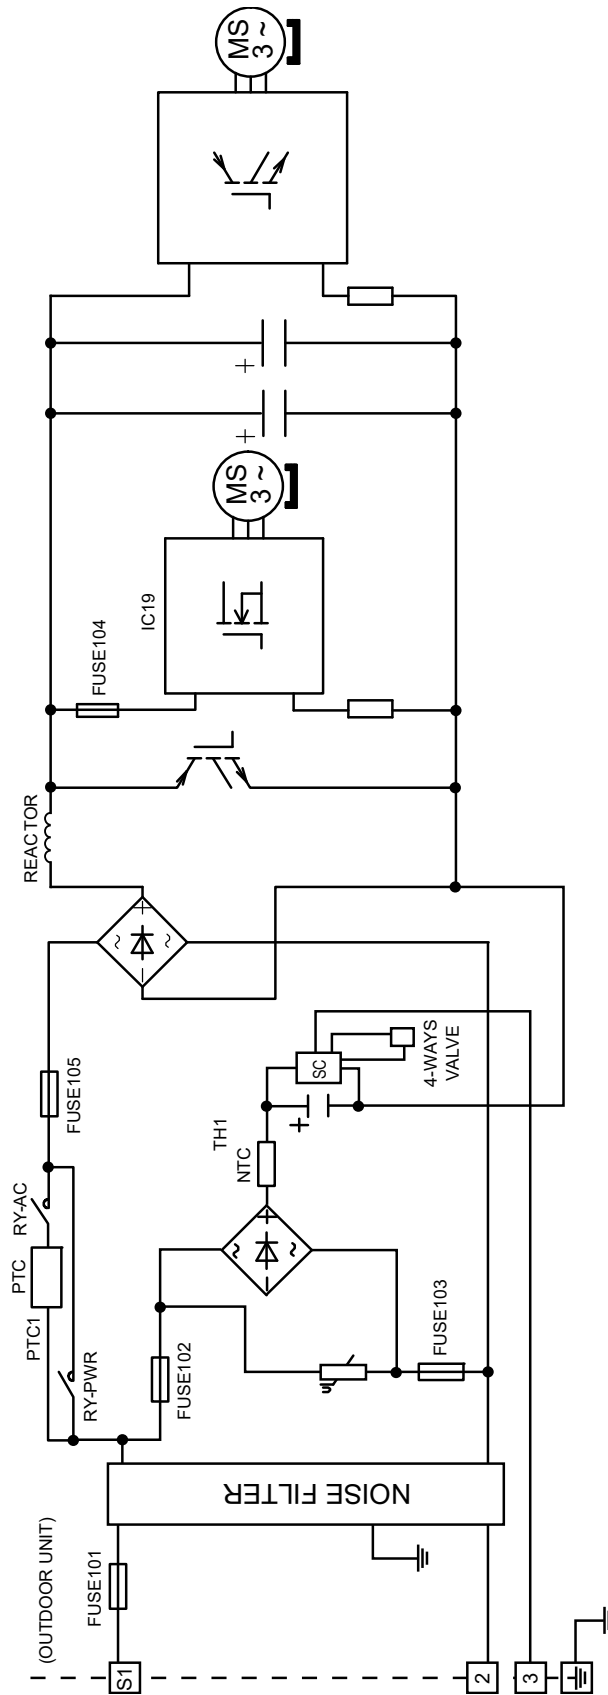 (OUTDOOR UNIT)
S1
2
3
FUSE101
NOISE FILTER
PTC1
PTC
RY-AC
RY-PWR
FUSE102
FUSE103
FUSE105
~
~
+
−
TH1
NTC
+
SC
4-WAYS
VALVE
~
~
+
−
REACTOR
FUSE104
IC19
MS
3 ~
+
+
MS
3 ~